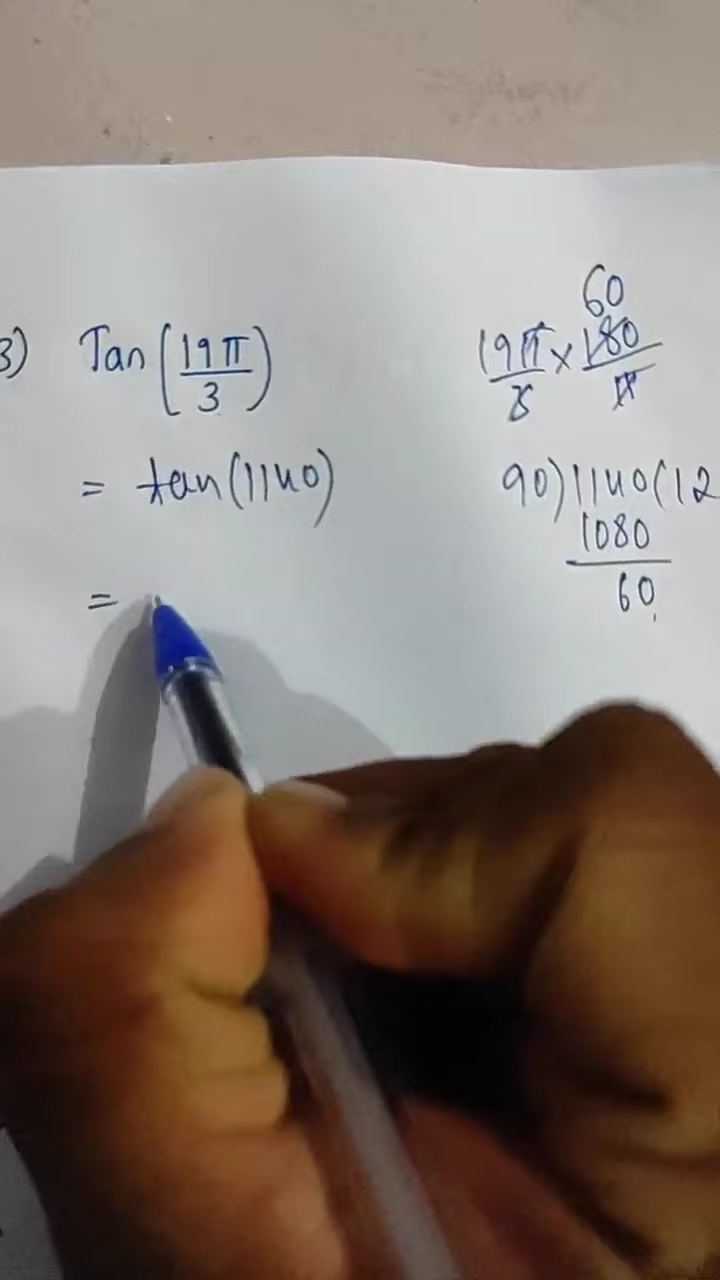 3) Tan(19π/3)
= tan(1140)
=
60
19π/3 × 180/π
90)1140(12
1080
60